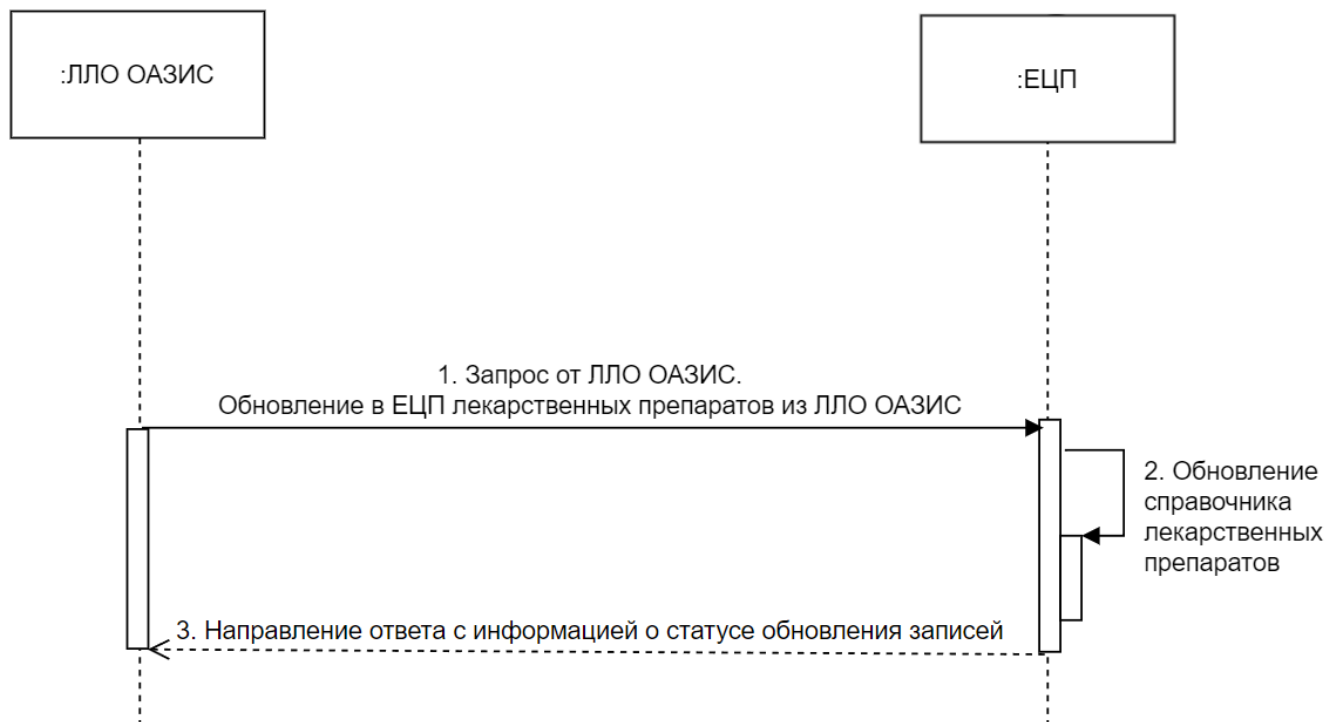 :ЛЛО ОАЗИС
:ЕЦП
1. Запрос от ЛЛО ОАЗИС.
Обновление в ЕЦП лекарственных препаратов из ЛЛО ОАЗИС
2. Обновление
справочника
лекарственных
препаратов
3. Направление ответа с информацией о статусе обновления записей